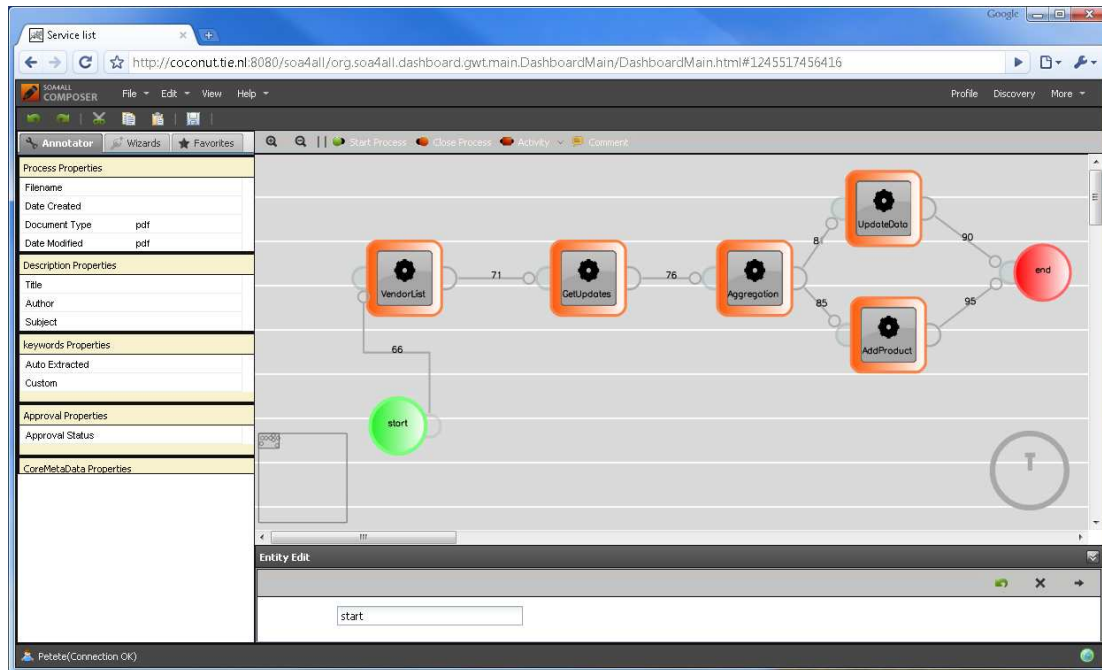 Google
Service list
http://coconut.tie.nl:8080/soa4all/org.soa4all.dashboard.gwt.main.DashboardMain/DashboardMain.html#1245517456416
SOA4ALL
COMPOSER
File Edit View Help
Profile Discovery More
Annotator Wizards Favorites
Start Process Close Process Activity Comment
Process Properties
Filename
Date Created
Document Type pdf
Date Modified pdf
Description Properties
Title
Author
Subject
keywords Properties
Auto Extracted
Custom
Approval Properties
Approval Status
CoreMetaData Properties
UpdateData
8
90
VendorList
71
GetUpdates
76
Aggregation
end
85
95
AddProduct
66
start
T
Entity Edit
start
Petete(Connection OK)